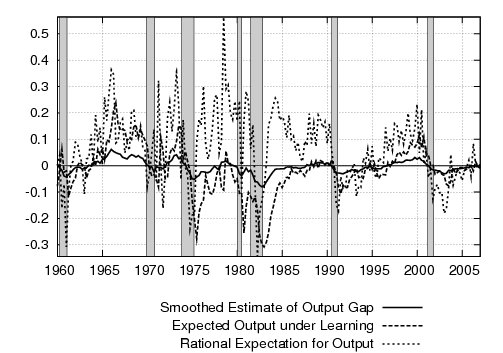 0.5
0.4
0.3
0.2
0.1
0
-0.1
-0.2
-0.3
1960 1965 1970 1975 1980 1985 1990 1995 2000 2005
Smoothed Estimate of Output Gap
Expected Output under Learning
Rational Expectation for Output